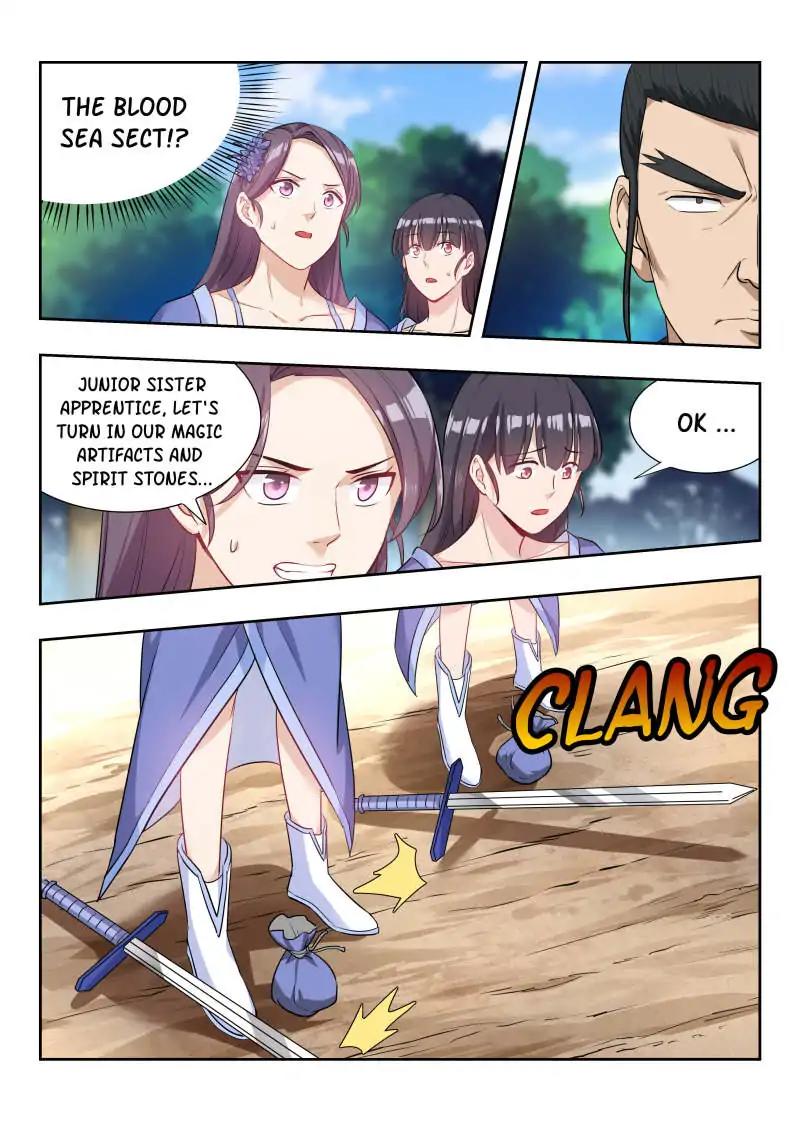 THE BLOOD
SEA SECT!?
JUNIOR SISTER
APPRENTICE, LET'S
TURN IN OUR MAGIC
ARTIFACTS AND
SPIRIT STONES...
OK ...
CLANG